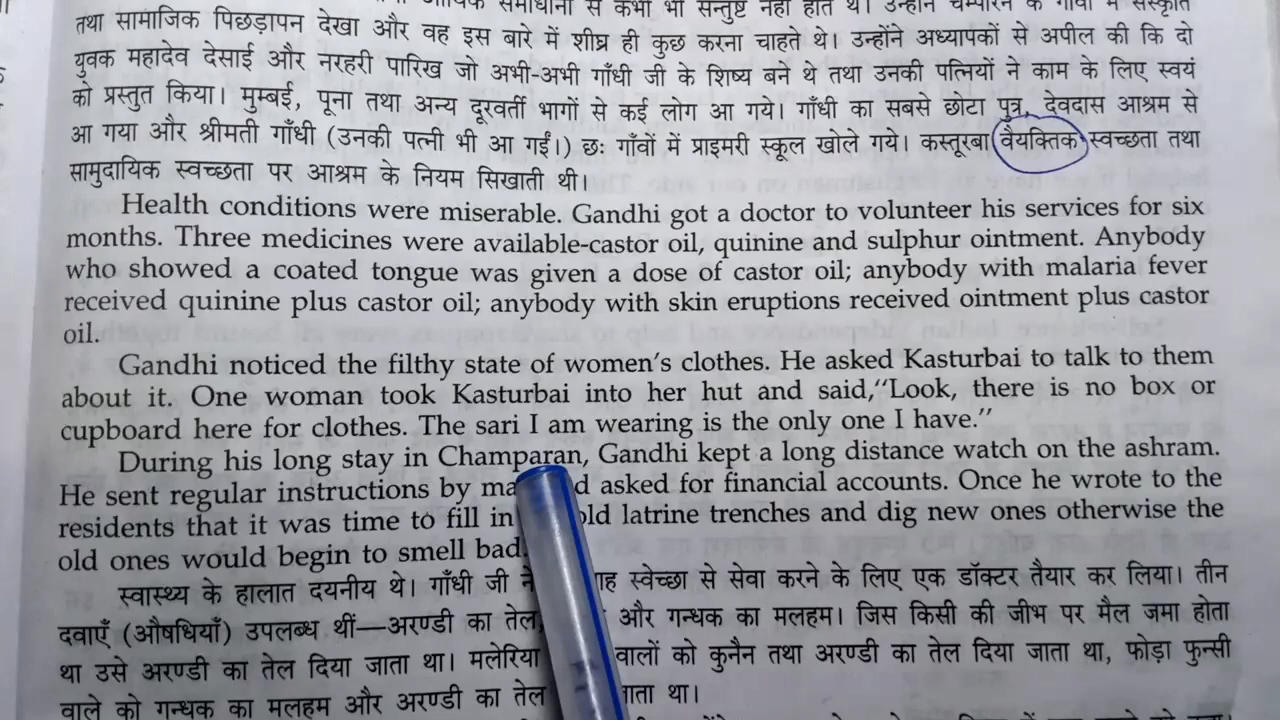 समाधानों से कभी भी सन्तुष्ट नहीं होते थे। उन्होंने चम्पारन के गाँवों में
तथा सामाजिक पिछड़ापन देखा और वह इस बारे में शीघ्र ही कुछ करना चाहते थे। उन्होंने अध्यापकों से अपील की कि दो
युवक महादेव देसाई और नरहरी पारिख जो अभी-अभी गाँधी जी के शिष्य बने थे तथा उनकी पत्नियों ने काम के लिए स्वयं
को प्रस्तुत किया। मुम्बई, पूना तथा अन्य दूरवर्ती भागों से कई लोग आ गये। गाँधी का सबसे छोटा पुत्र, देवदास आश्रम से
आ गया और श्रीमती गाँधी (उनकी पत्नी भी आ गईं।) छः गाँवों में प्राइमरी स्कूल खोले गये। कस्तूरबा वैयक्तिक स्वच्छता तथा
सामुदायिक स्वच्छता पर आश्रम के नियम सिखाती थी।
Health conditions were miserable. Gandhi got a doctor to volunteer his services for six
months. Three medicines were available-castor oil, quinine and sulphur ointment. Anybody
who showed a coated tongue was given a dose of castor oil; anybody with malaria fever
received quinine plus castor oil; anybody with skin eruptions received ointment plus castor
oil.
Gandhi noticed the filthy state of women's clothes. He asked Kasturbai to talk to them
about it. One woman took Kasturbai into her hut and said,"Look, there is no box or
cupboard here for clothes. The sari I am wearing is the only one I have."
During his long stay in Champaran, Gandhi kept a long distance watch on the ashram.
He sent regular instructions by asked for financial accounts. Once he wrote to the
residents that it was time to fill in old latrine trenches and dig new ones otherwise the
old ones would begin to smell bad.
स्वास्थ्य के हालात दयनीय थे। गाँधी जी ने स्वेच्छा से सेवा करने के लिए एक डॉक्टर तैयार कर लिया। तीन
दवाएँ (औषधियाँ) उपलब्ध थीं—अरण्डी का तेल, और गन्धक का मलहम। जिस किसी की जीभ पर मैल जमा होता
था उसे अरण्डी का तेल दिया जाता था। मलेरिया वालों को कुनैन तथा अरण्डी का तेल दिया जाता था, फोड़ा फुन्सी
वाले को गन्धक का मलहम और अरण्डी का तेल जाता था।